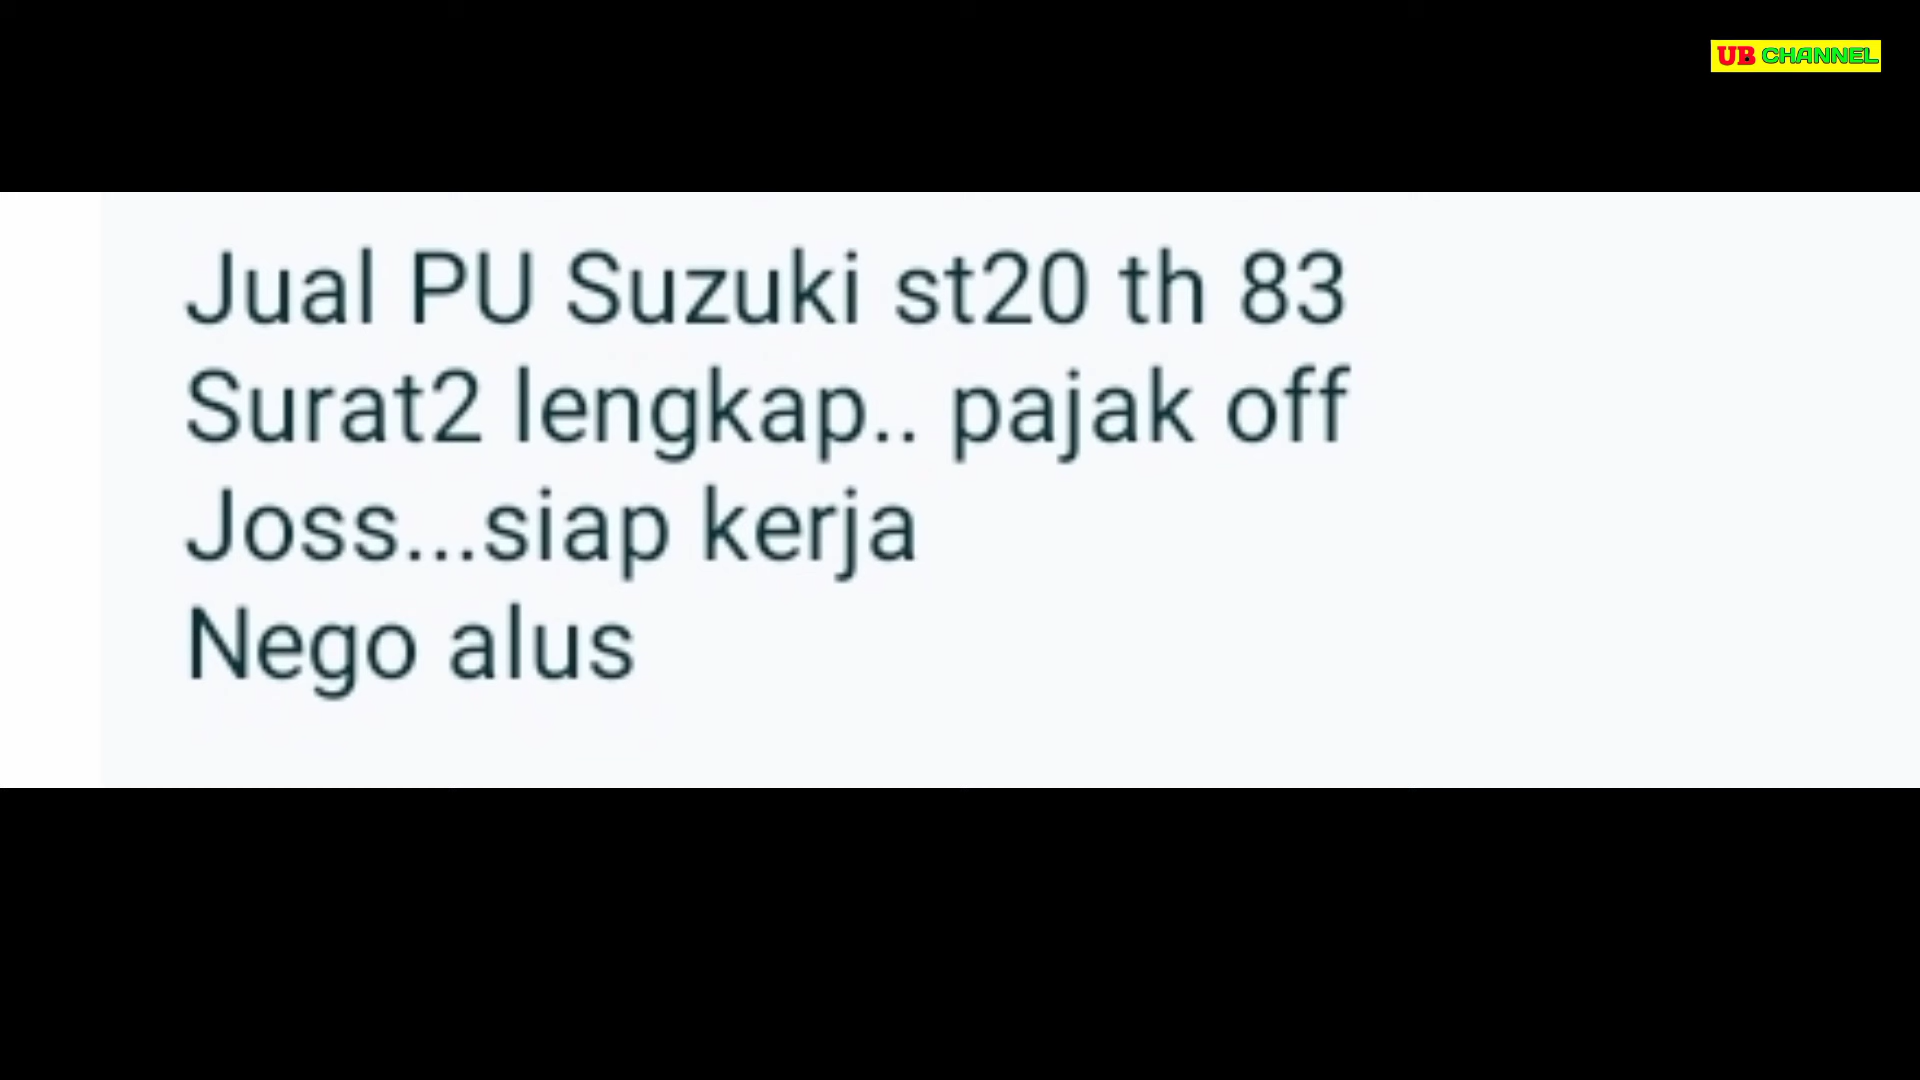 UB CHANNEL
Jual PU Suzuki st20 th 83
Surat2 lengkap.. pajak off
Joss...siap kerja
Nego alus